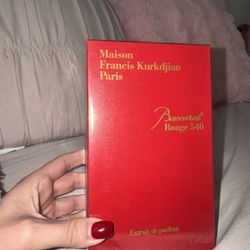 Maison
Francis Kurkdjian
Paris
Baccarat
Rouge 540
Extrait de parfum